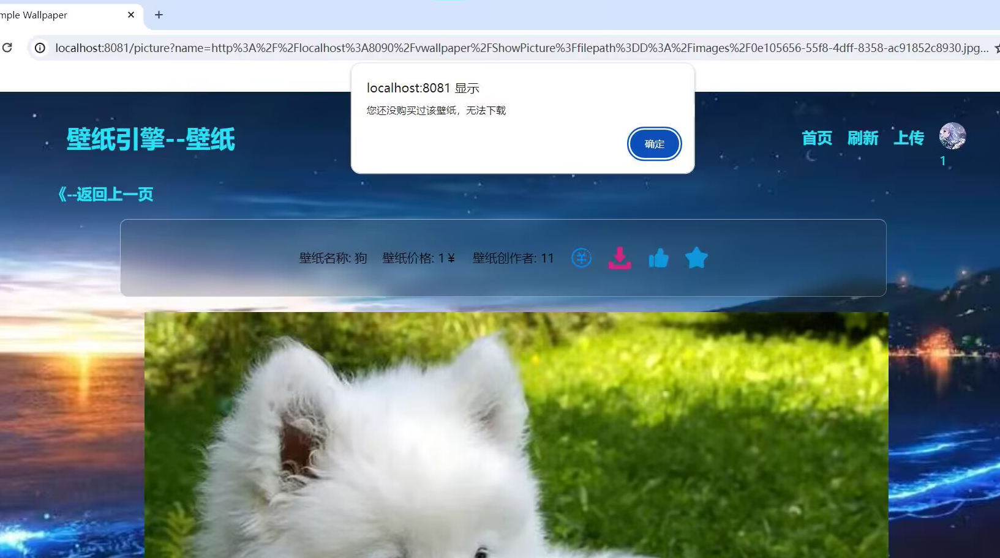 mple Wallpaper
localhost:8081/picture?name=http%3A%2F%2Flocalhost%3A8090%2Fvwallpaper%2FShowPicture%3Ffilepath%3DD%3A%2Fimages%2F0e105656-55f8-4dff-8358-ac91852c8930.jpg...
localhost:8081 显示
您还没购买过该壁纸，无法下载
确定
壁纸引擎--壁纸
首页 刷新 上传
1
《--返回上一页
壁纸名称: 狗 壁纸价格: 1￥ 壁纸创作者: 11